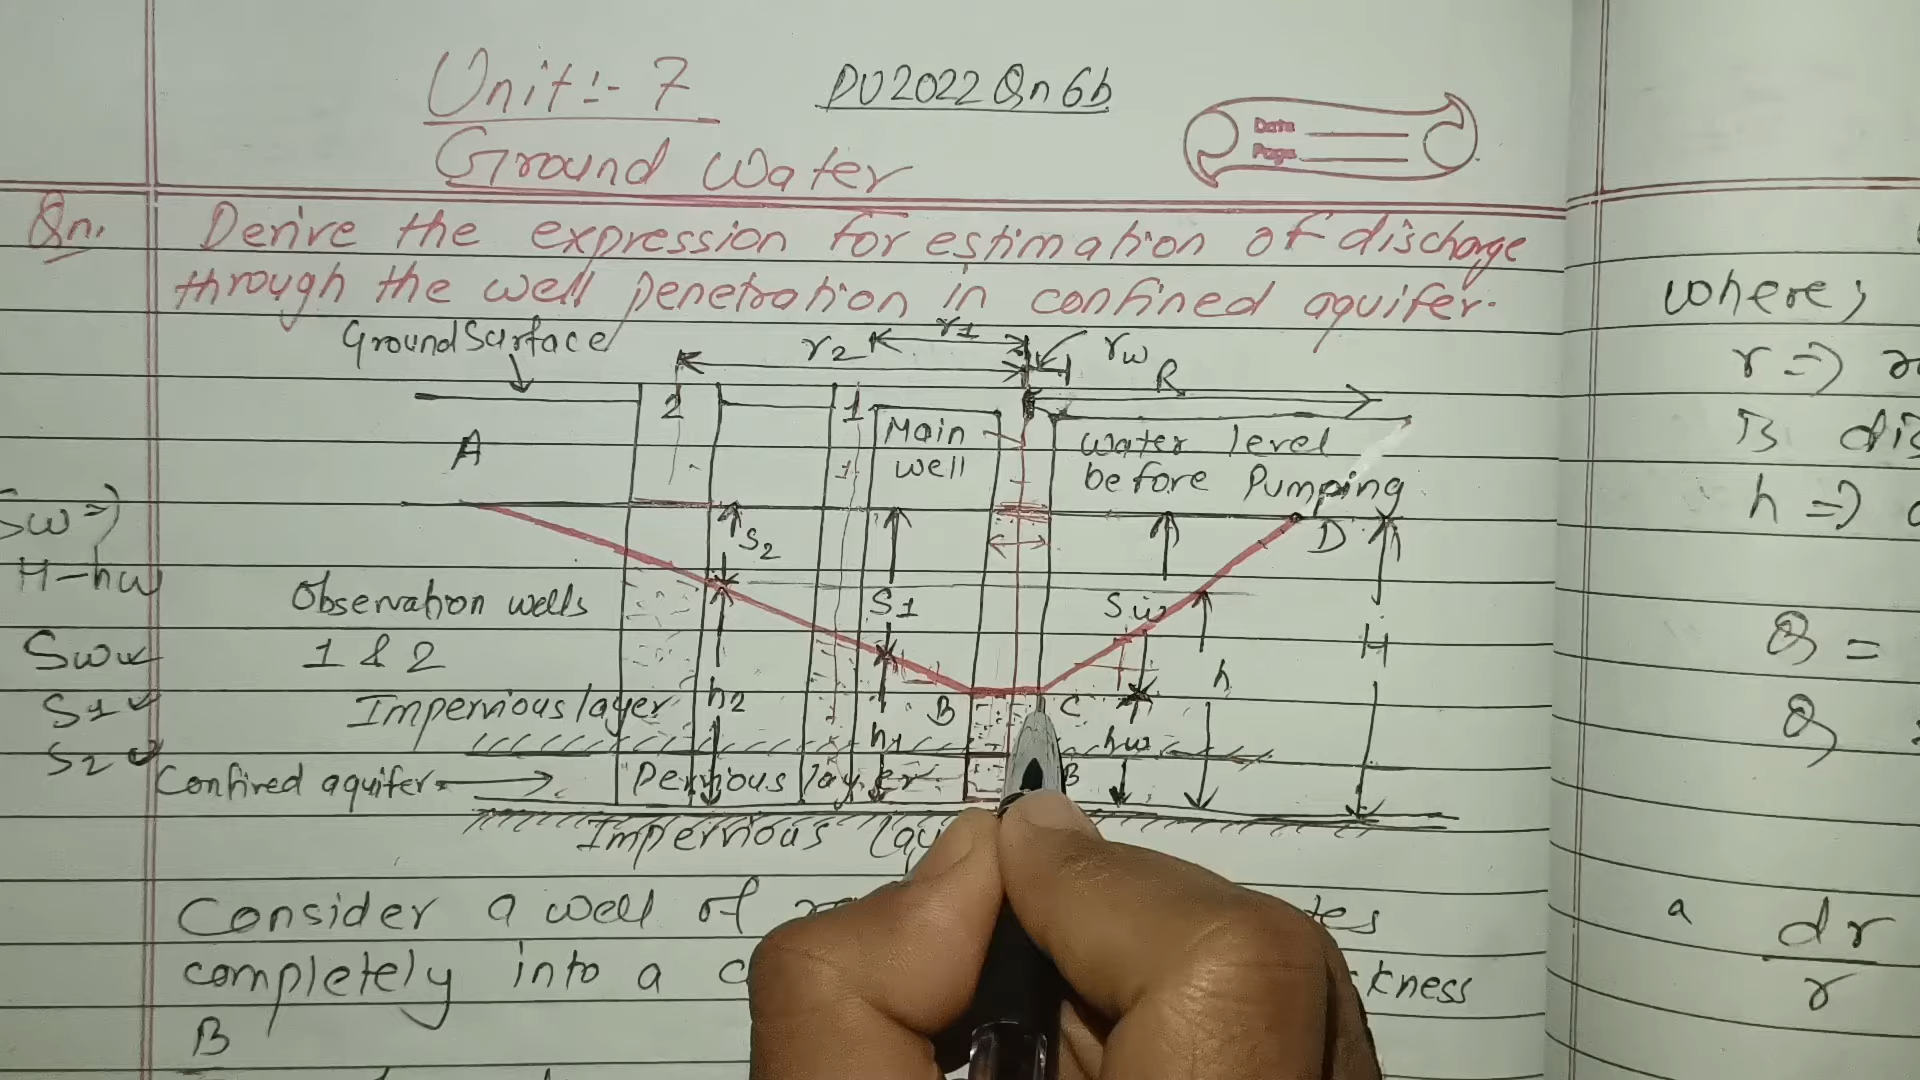 Unit:- 7
PU 2022 Qn 6b
Ground Water
Date
Page
Qn. Derive the expression for estimation of discharge
through the well penetration in confined aquifer.
Ground Surface
r1
r2
rw
R
2
1
A
Main
well
1
Water level
before Pumping
S2
D
Sw =>
H-hw
Observation wells
1 & 2
S1
Sw
H
Sw
S1
S2
Impervious layer
h2
B
C
h
h1
hw
Confined aquifer
Pervious layer
B
Impervious
Consider a well of
completely into a
kness
B
where;
r =>
is
h =>
Q =
Q
a dr
r